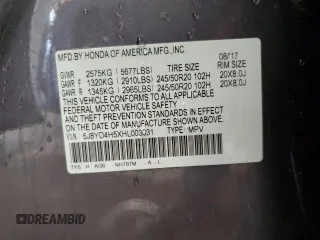 MFD. BY HONDA OF AMERICA MFG., INC. 08/17
GVWR 2575KG (5677LBS) TIRE SIZE RIM SIZE
GAWR F 1320KG (2910LBS) 245/50R20 102H 20X8.0J
GAWR R 1345KG (2965LBS) 245/50R20 102H 20X8.0J
THIS VEHICLE CONFORMS TO ALL APPLICABLE
FEDERAL MOTOR VEHICLE SAFETY AND THEFT
PREVENTION STANDARDS IN EFFECT ON THE DATE OF
MANUFACTURE SHOWN ABOVE.
V.I.N. 5J8YD4H5XHL003031 TYPE: MPV
NH797M - A - L
DREAMBID